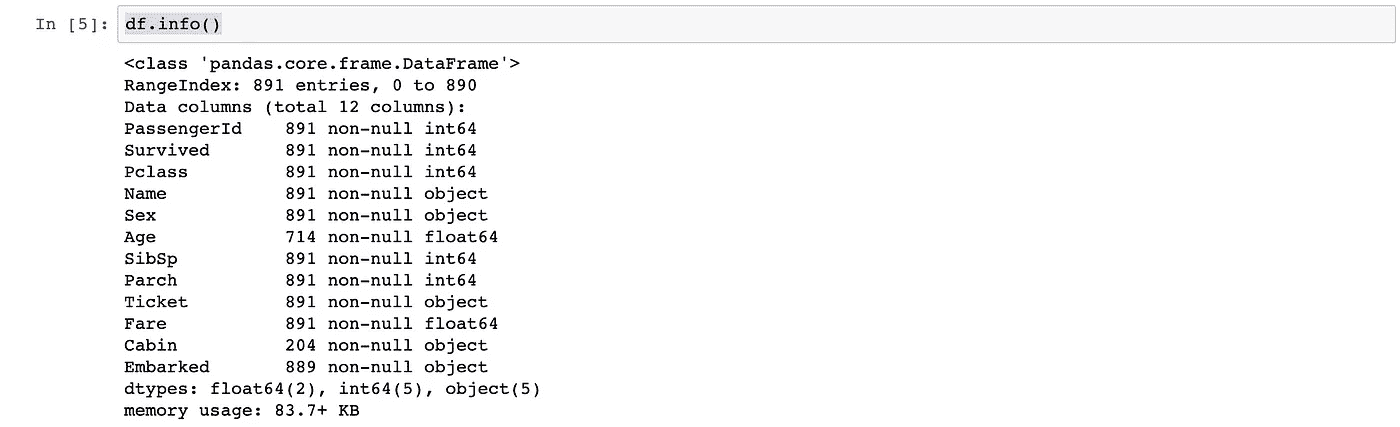 In [5]: df.info()
<class 'pandas.core.frame.DataFrame'>
RangeIndex: 891 entries, 0 to 890
Data columns (total 12 columns):
PassengerId    891 non-null int64
Survived       891 non-null int64
Pclass         891 non-null int64
Name           891 non-null object
Sex            891 non-null object
Age            714 non-null float64
SibSp          891 non-null int64
Parch          891 non-null int64
Ticket         891 non-null object
Fare           891 non-null float64
Cabin          204 non-null object
Embarked       889 non-null object
dtypes: float64(2), int64(5), object(5)
memory usage: 83.7+ KB